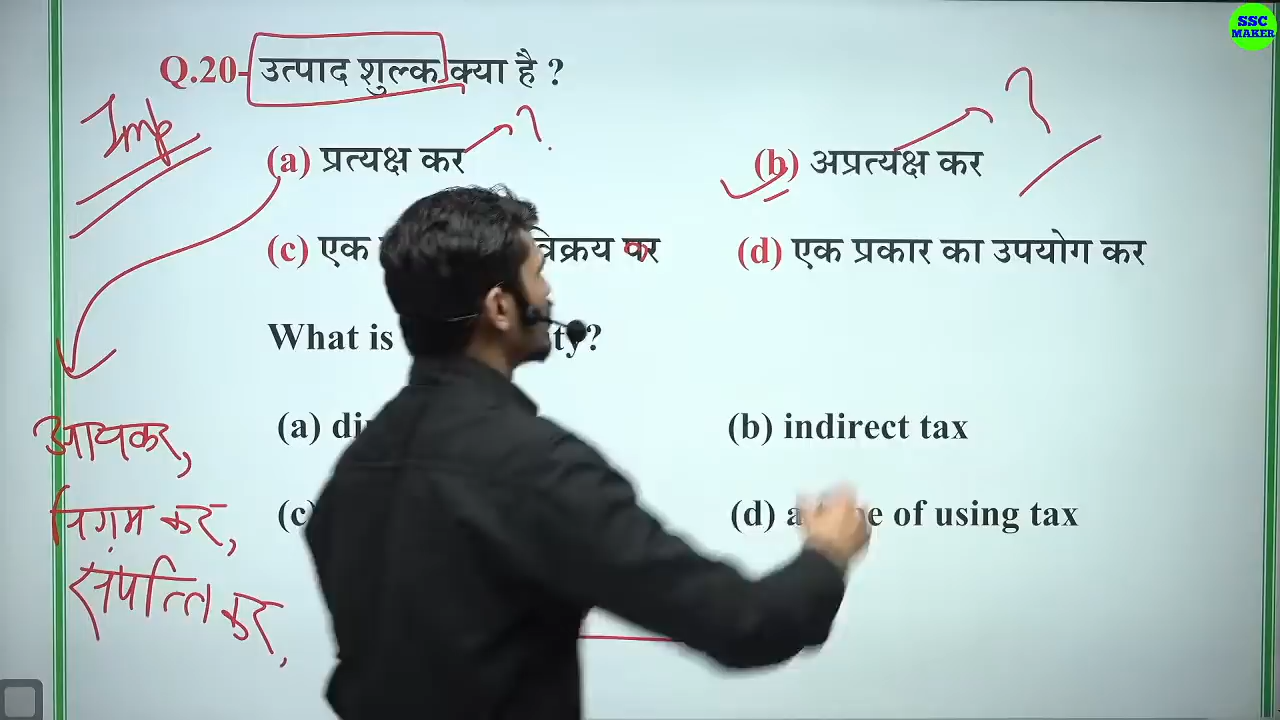 SSC
MAKER
Q.20- उत्पाद शुल्क क्या है ?
Imp
(a) प्रत्यक्ष कर ?
(b) अप्रत्यक्ष कर ?
(c) एक विक्रय कर
(d) एक प्रकार का उपयोग कर
What is ty?
(a) di
(b) indirect tax
(c)
(d) a of using tax
आयकर,
निगम कर,
संपत्ति कर,